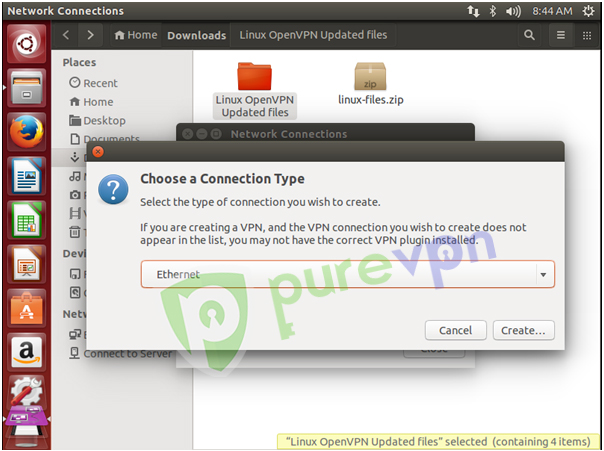 Network Connections
8:44 AM
Home
Downloads
Linux OpenVPN Updated files
Places
Recent
Home
Desktop
Documents
Linux OpenVPN
Updated files
zip
linux-files.zip
Network Connections
Choose a Connection Type
Select the type of connection you wish to create.
If you are creating a VPN, and the VPN connection you wish to create does not
appear in the list, you may not have the correct VPN plugin installed.
Ethernet
purevpn
Cancel
Create...
Connect to Server
"Linux OpenVPN Updated files" selected (containing 4 items)